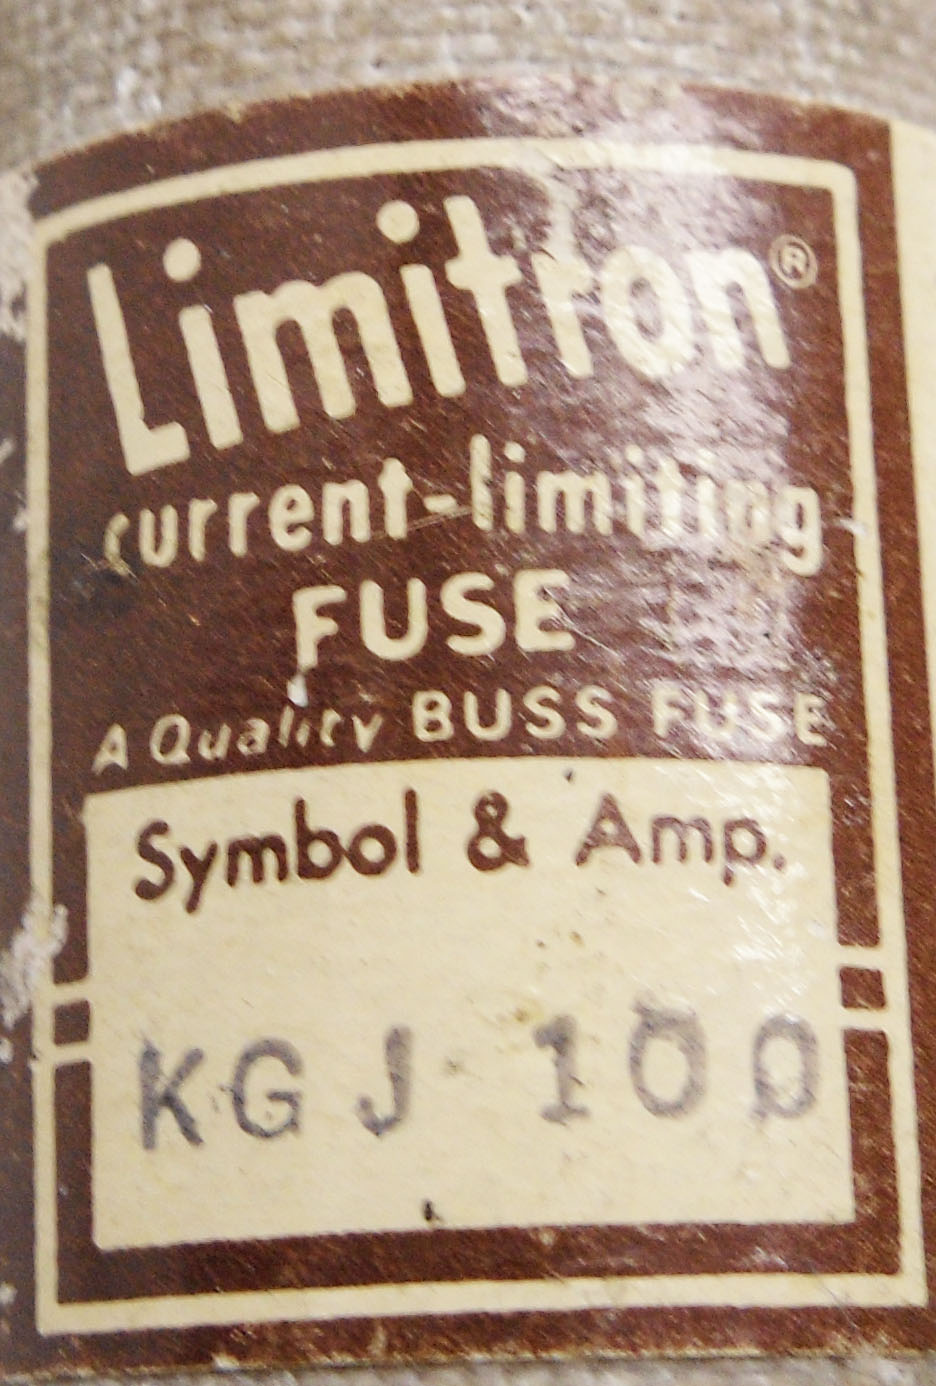 Limitron®
current-limiting
FUSE
A Quality BUSS FUSE
Symbol & Amp.
KGJ 100